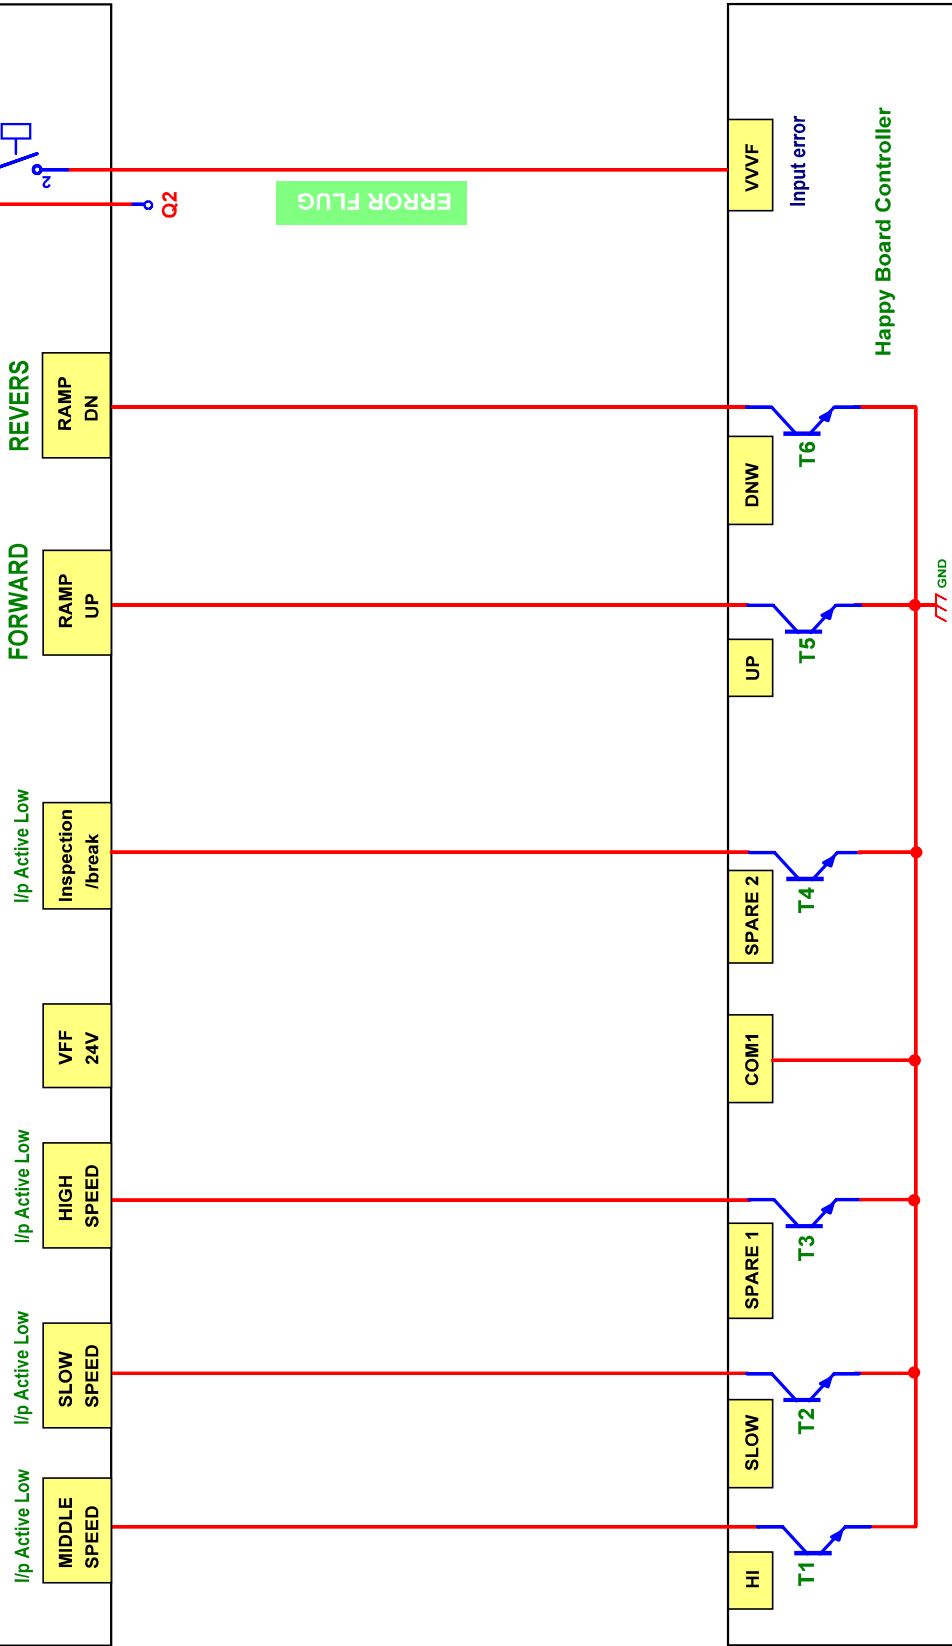 Happy Board Controller
Input error
VVVF
ERROR FLUG
Q2
2
REVERS
RAMP
DN
DNW
T6
FORWARD
RAMP
UP
UP
T5
GND
I/p Active Low
Inspection
/break
SPARE 2
T4
VFF
24V
COM1
I/p Active Low
HIGH
SPEED
SPARE 1
T3
I/p Active Low
SLOW
SPEED
SLOW
T2
I/p Active Low
MIDDLE
SPEED
HI
T1